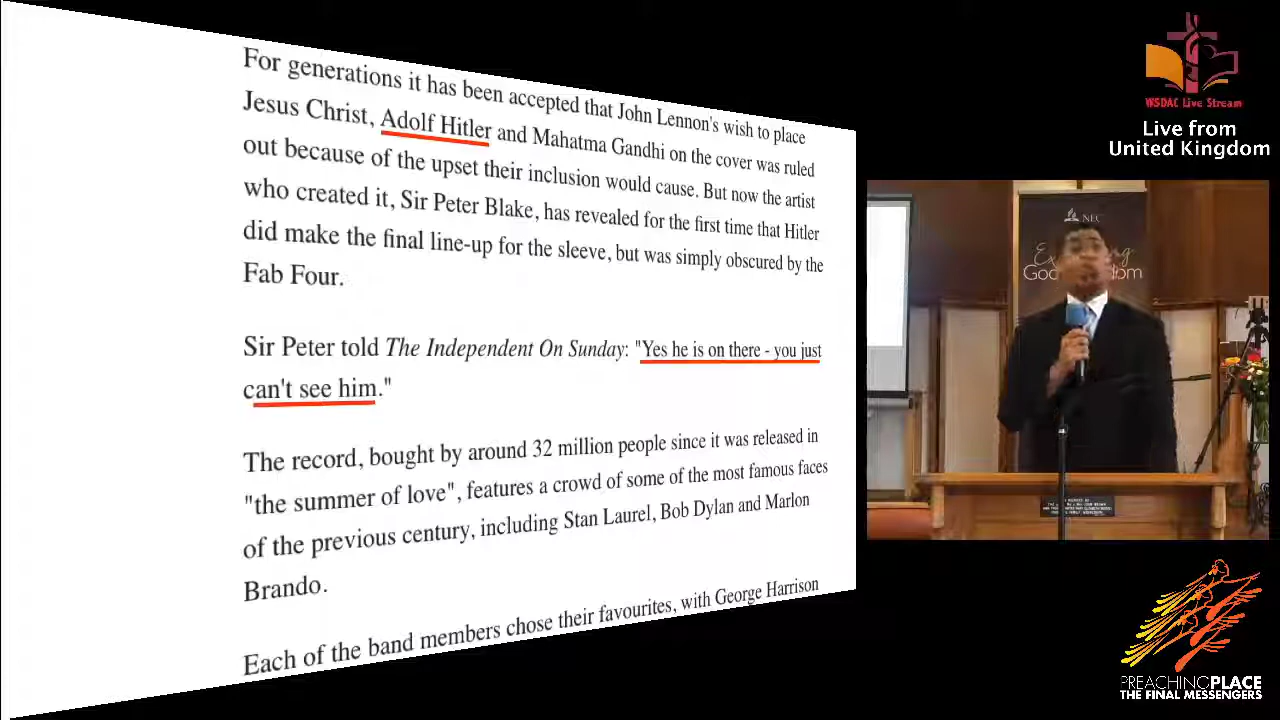 For generations it has been accepted that John Lennon's wish to place
Jesus Christ, Adolf Hitler and Mahatma Gandhi on the cover was ruled
out because of the upset their inclusion would cause. But now the artist
who created it, Sir Peter Blake, has revealed for the first time that Hitler
did make the final line-up for the sleeve, but was simply obscured by the
Fab Four.
Sir Peter told The Independent On Sunday: "Yes he is on there - you just
can't see him."
The record, bought by around 32 million people since it was released in
"the summer of love", features a crowd of some of the most famous faces
of the previous century, including Stan Laurel, Bob Dylan and Marlon
Brando.
Each of the band members chose their favourites, with George Harrison
WSDAC Live Stream
Live from
United Kingdom
NEC
PREACHINGPLACE
THE FINAL MESSENGERS